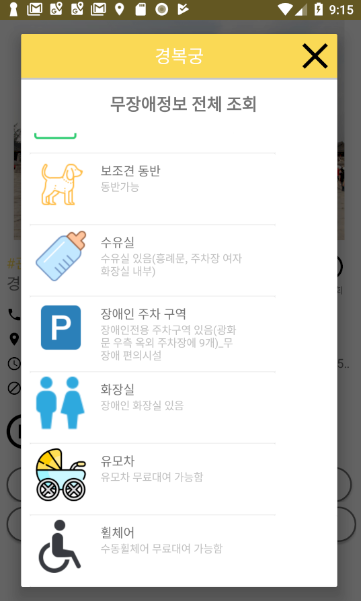 9:15
경복궁
무장애정보 전체 조회
보조견 동반
동반가능
수유실
수유실 있음(흥례문, 주차장 여자
화장실 내부)
P
장애인 주차 구역
장애인전용 주차구역 있음(광화
문 우측 옥외 주차장에 9개)_무
장애 편의시설
화장실
장애인 화장실 있음
유모차
유모차 무료대여 가능함
휠체어
수동휠체어 무료대여 가능함